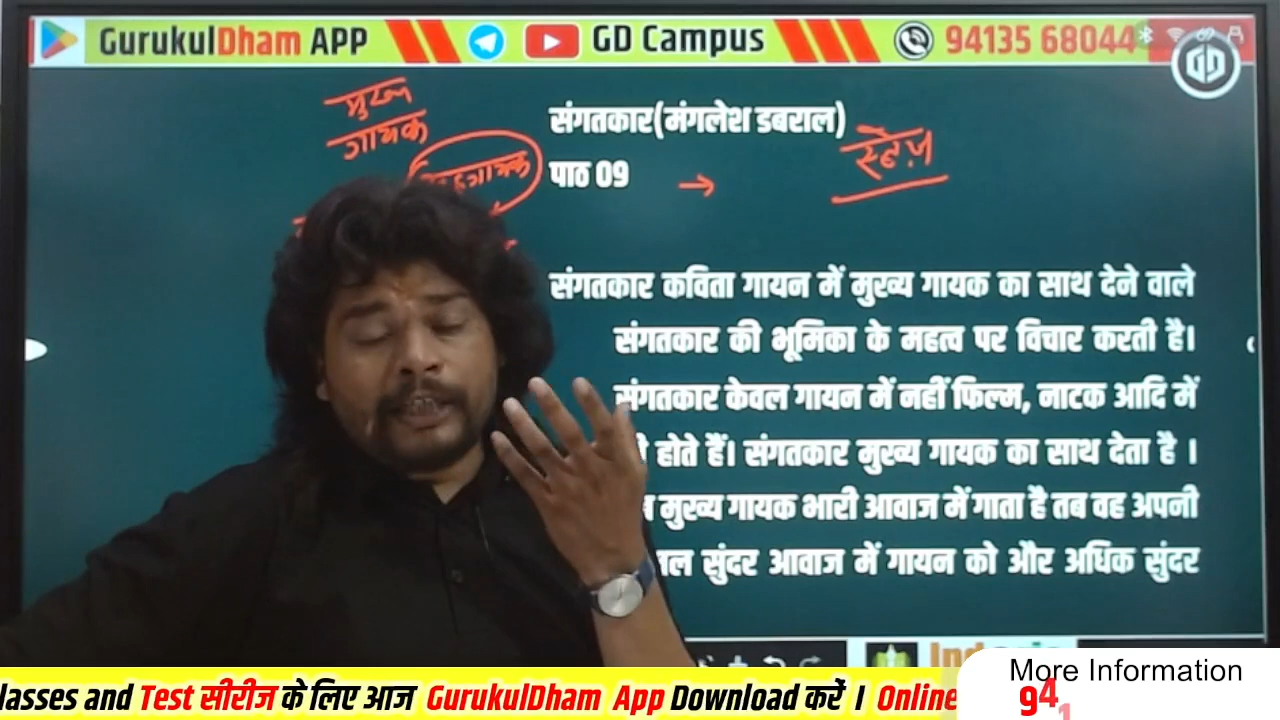 GurukulDham APP
GD Campus
94135 68044
GD
मुख्य
गायक
संगतकार(मंगलेश डबराल)
स्टेज
पाठ 09
संगतकार कविता गायन में मुख्य गायक का साथ देने वाले
संगतकार की भूमिका के महत्व पर विचार करती है।
संगतकार केवल गायन में नहीं फिल्म, नाटक आदि में
होते हैं। संगतकार मुख्य गायक का साथ देता है ।
मुख्य गायक भारी आवाज में गाता है तब वह अपनी
सुंदर आवाज में गायन को और अधिक सुंदर
More Information
lasses and Test सीरीज के लिए आज GurukulDham App Download करें । Online
94